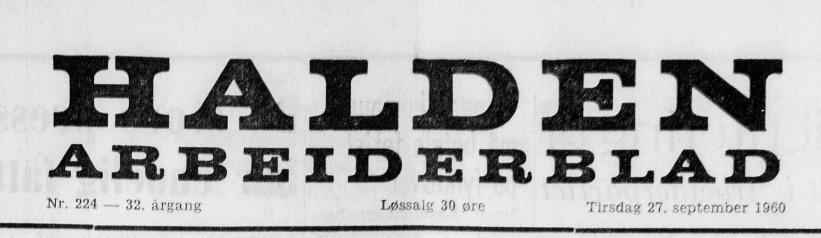 HALDEN
ARBEIDERBLAD
Nr. 224 — 32. årgang Løssalg 30 øre Tirsdag 27. september 1960